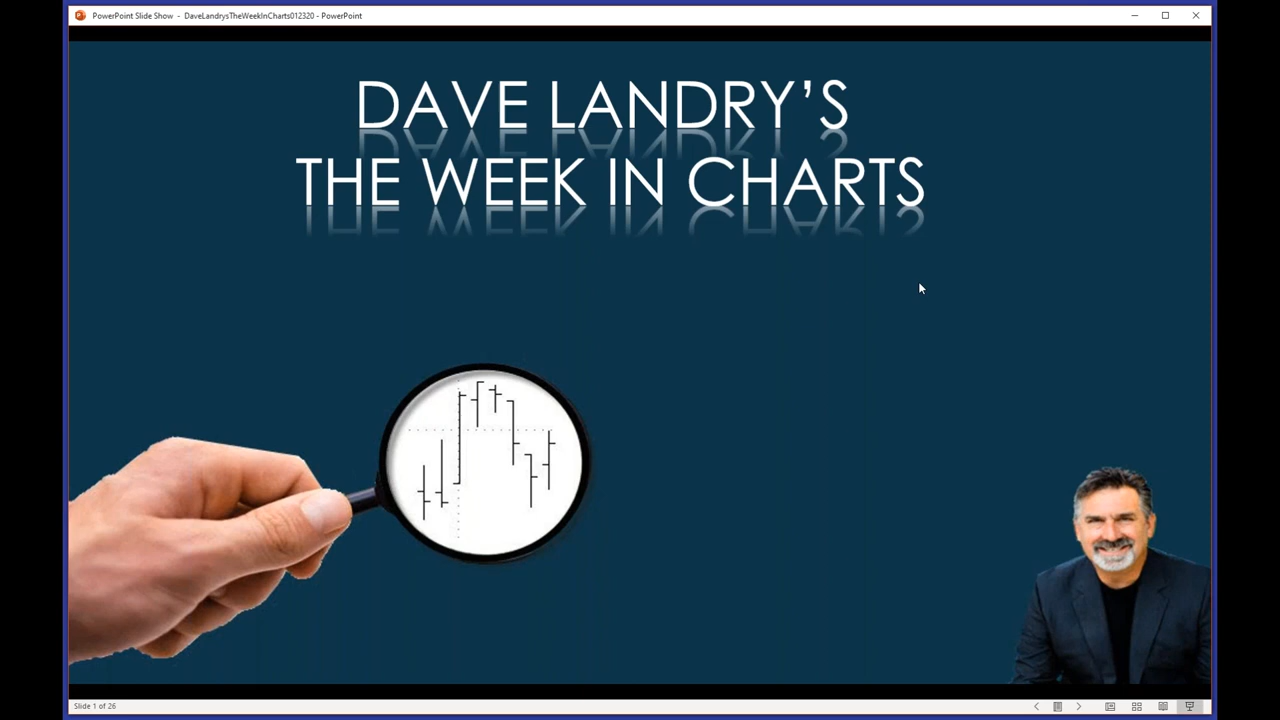 PowerPoint Slide Show - DaveLandrysTheWeekInCharts012320 - PowerPoint
DAVE LANDRY’S
THE WEEK IN CHARTS
Slide 1 of 26